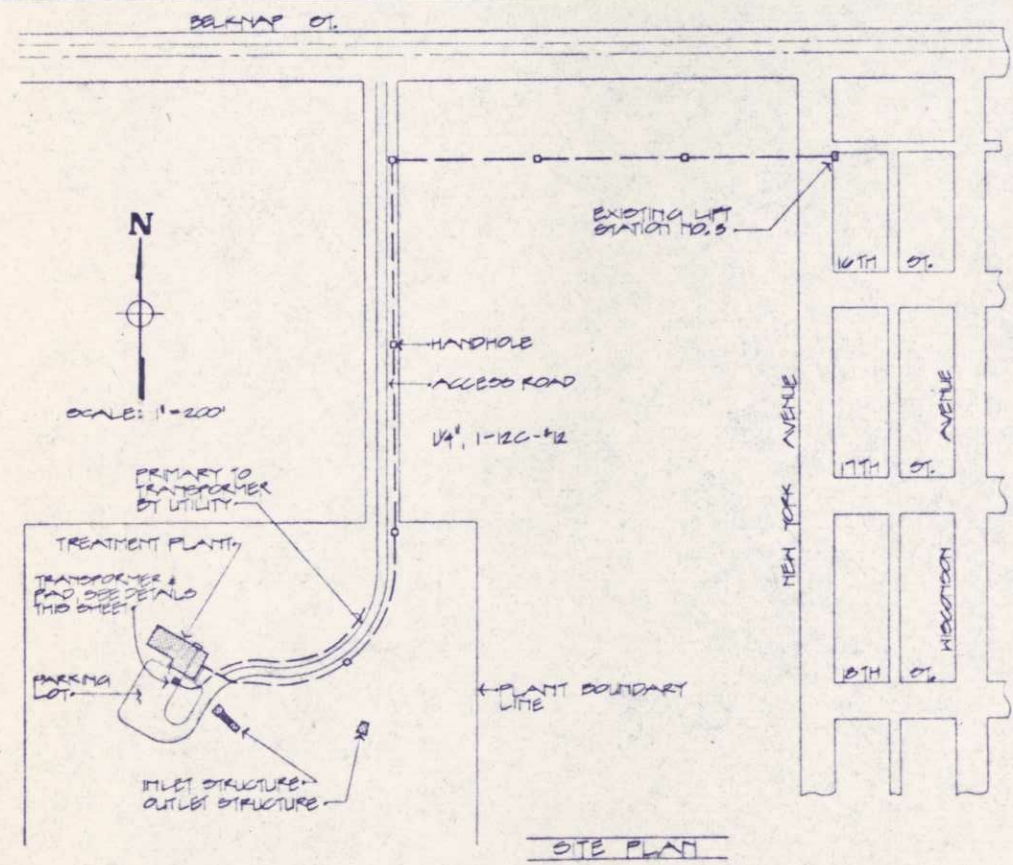 BELKNAP ST.
N
SCALE: 1"=200'
EXISTING LIFT
STATION NO. 3
16TH ST.
HANDHOLE
ACCESS ROAD
1¼", 1-12C-#12
NEW YORK AVENUE
17TH ST.
WISCONSIN AVENUE
PRIMARY TO
TRANSFORMER
BY UTILITY
TREATMENT PLANT
TRANSFORMER &
PAD, SEE DETAILS
THIS SHEET
PARKING
LOT
18TH ST.
PLANT BOUNDARY
LINE
INLET STRUCTURE
OUTLET STRUCTURE
SITE PLAN